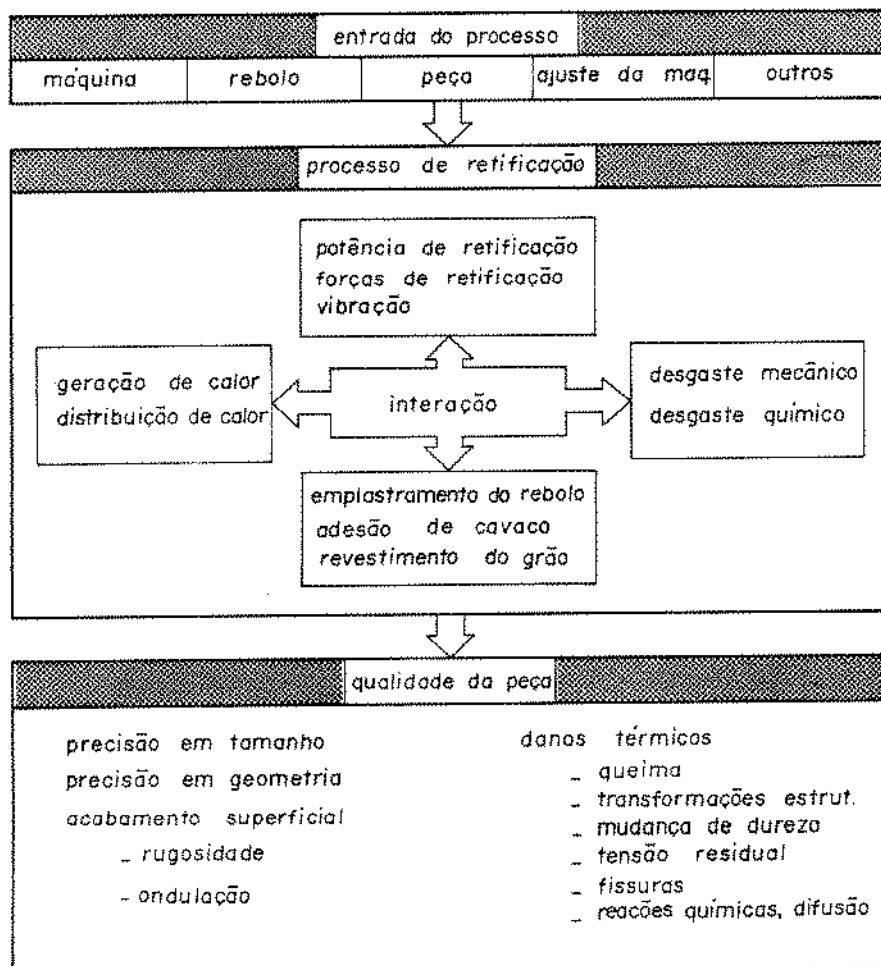 entrada do processo
máquina rebolo peça ajuste da maq. outros
processo de retificação
potência de retificação
forças de retificação
vibração
geração de calor
distribuição de calor
interação
desgaste mecânico
desgaste químico
emplastramento do rebolo
adesão de cavaco
revestimento do grão
qualidade da peça
precisão em tamanho
precisão em geometria
acabamento superficial
- rugosidade
- ondulação
danos térmicos
- queima
- transformações estrut.
- mudança de dureza
- tensão residual
- fissuras
- reacões químicas, difusão